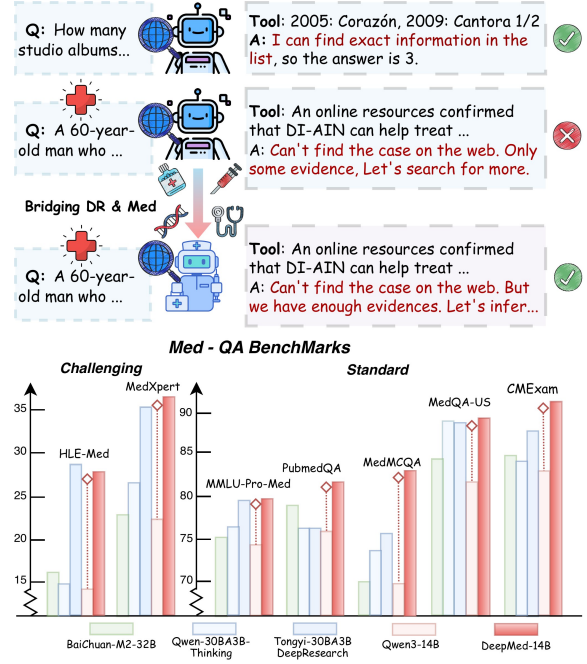 Q: How many
studio albums...
Tool: 2005: Corazón, 2009: Cantora 1/2
A: I can find exact information in the
list, so the answer is 3.
Q: A 60-year-
old man who ...
Tool: An online resources confirmed
that DI-AIN can help treat ...
A: Can't find the case on the web. Only
some evidence, Let's search for more.
Bridging DR & Med
Q: A 60-year-
old man who ...
Tool: An online resources confirmed
that DI-AIN can help treat ...
A: Can't find the case on the web. But
we have enough evidences. Let's infer...
Med - QA BenchMarks
Challenging
Standard
35
30
25
20
15
HLE-Med
MedXpert
90
85
80
75
70
MMLU-Pro-Med
PubmedQA
MedMCQA
MedQA-US
CMExam
BaiChuan-M2-32B
Qwen-30BA3B-
Thinking
Tongyi-30BA3B
DeepResearch
Qwen3-14B
DeepMed-14B